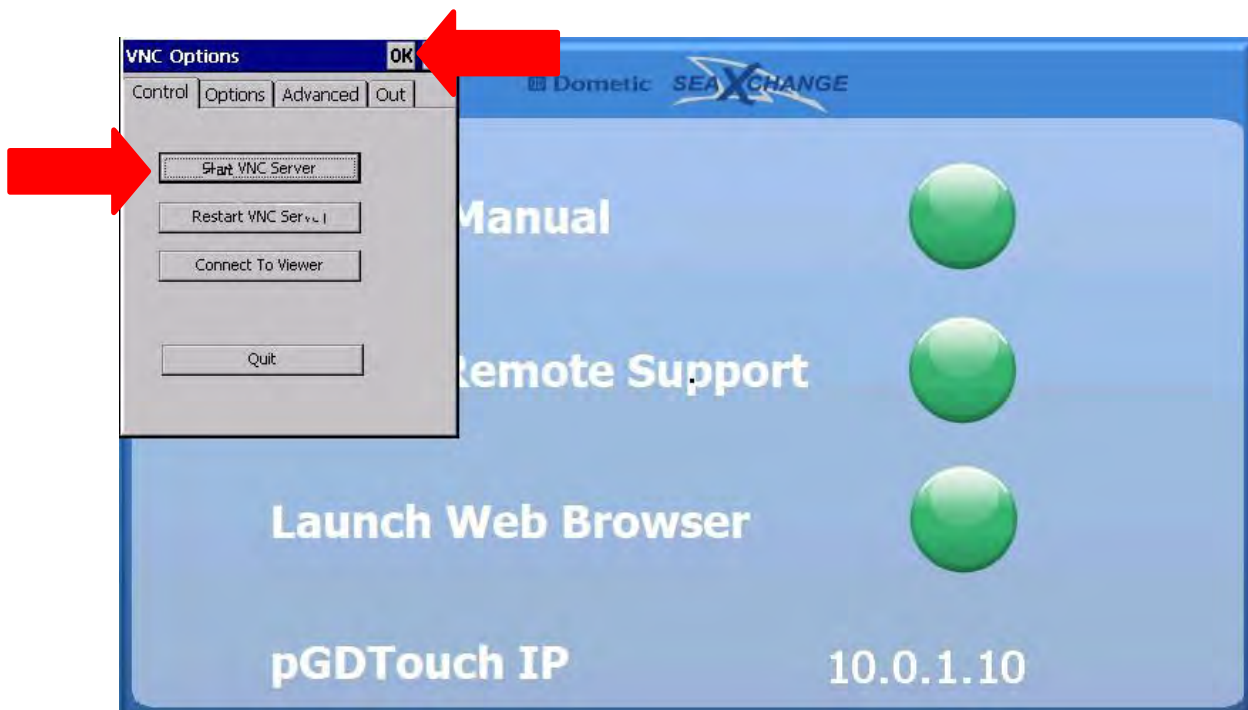 VNC Options OK
Control Options Advanced Out
Start VNC Server
Restart VNC Server
Connect To Viewer
Quit
Dometic SEAXCHANGE
Manual
Remote Support
Launch Web Browser
pGDTouch IP 10.0.1.10